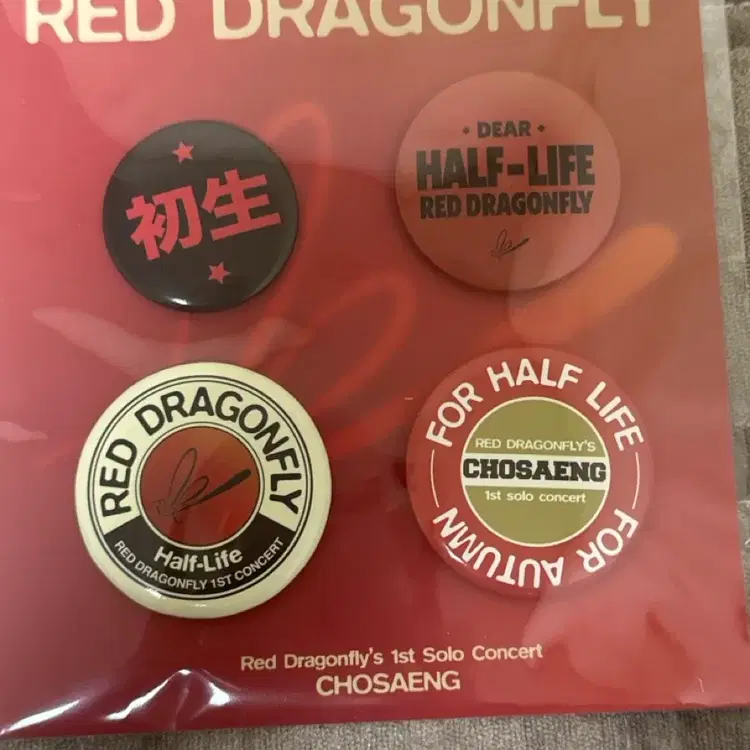 RED DRAGONFLY
初生
• DEAR •
HALF-LIFE
RED DRAGONFLY
RED DRAGONFLY
Half-Life
RED DRAGONFLY 1ST CONCERT
FOR HALF LIFE
RED DRAGONFLY'S
CHOSAENG
1st solo concert
FOR AUTUMN
Red Dragonfly's 1st Solo Concert
CHOSAENG